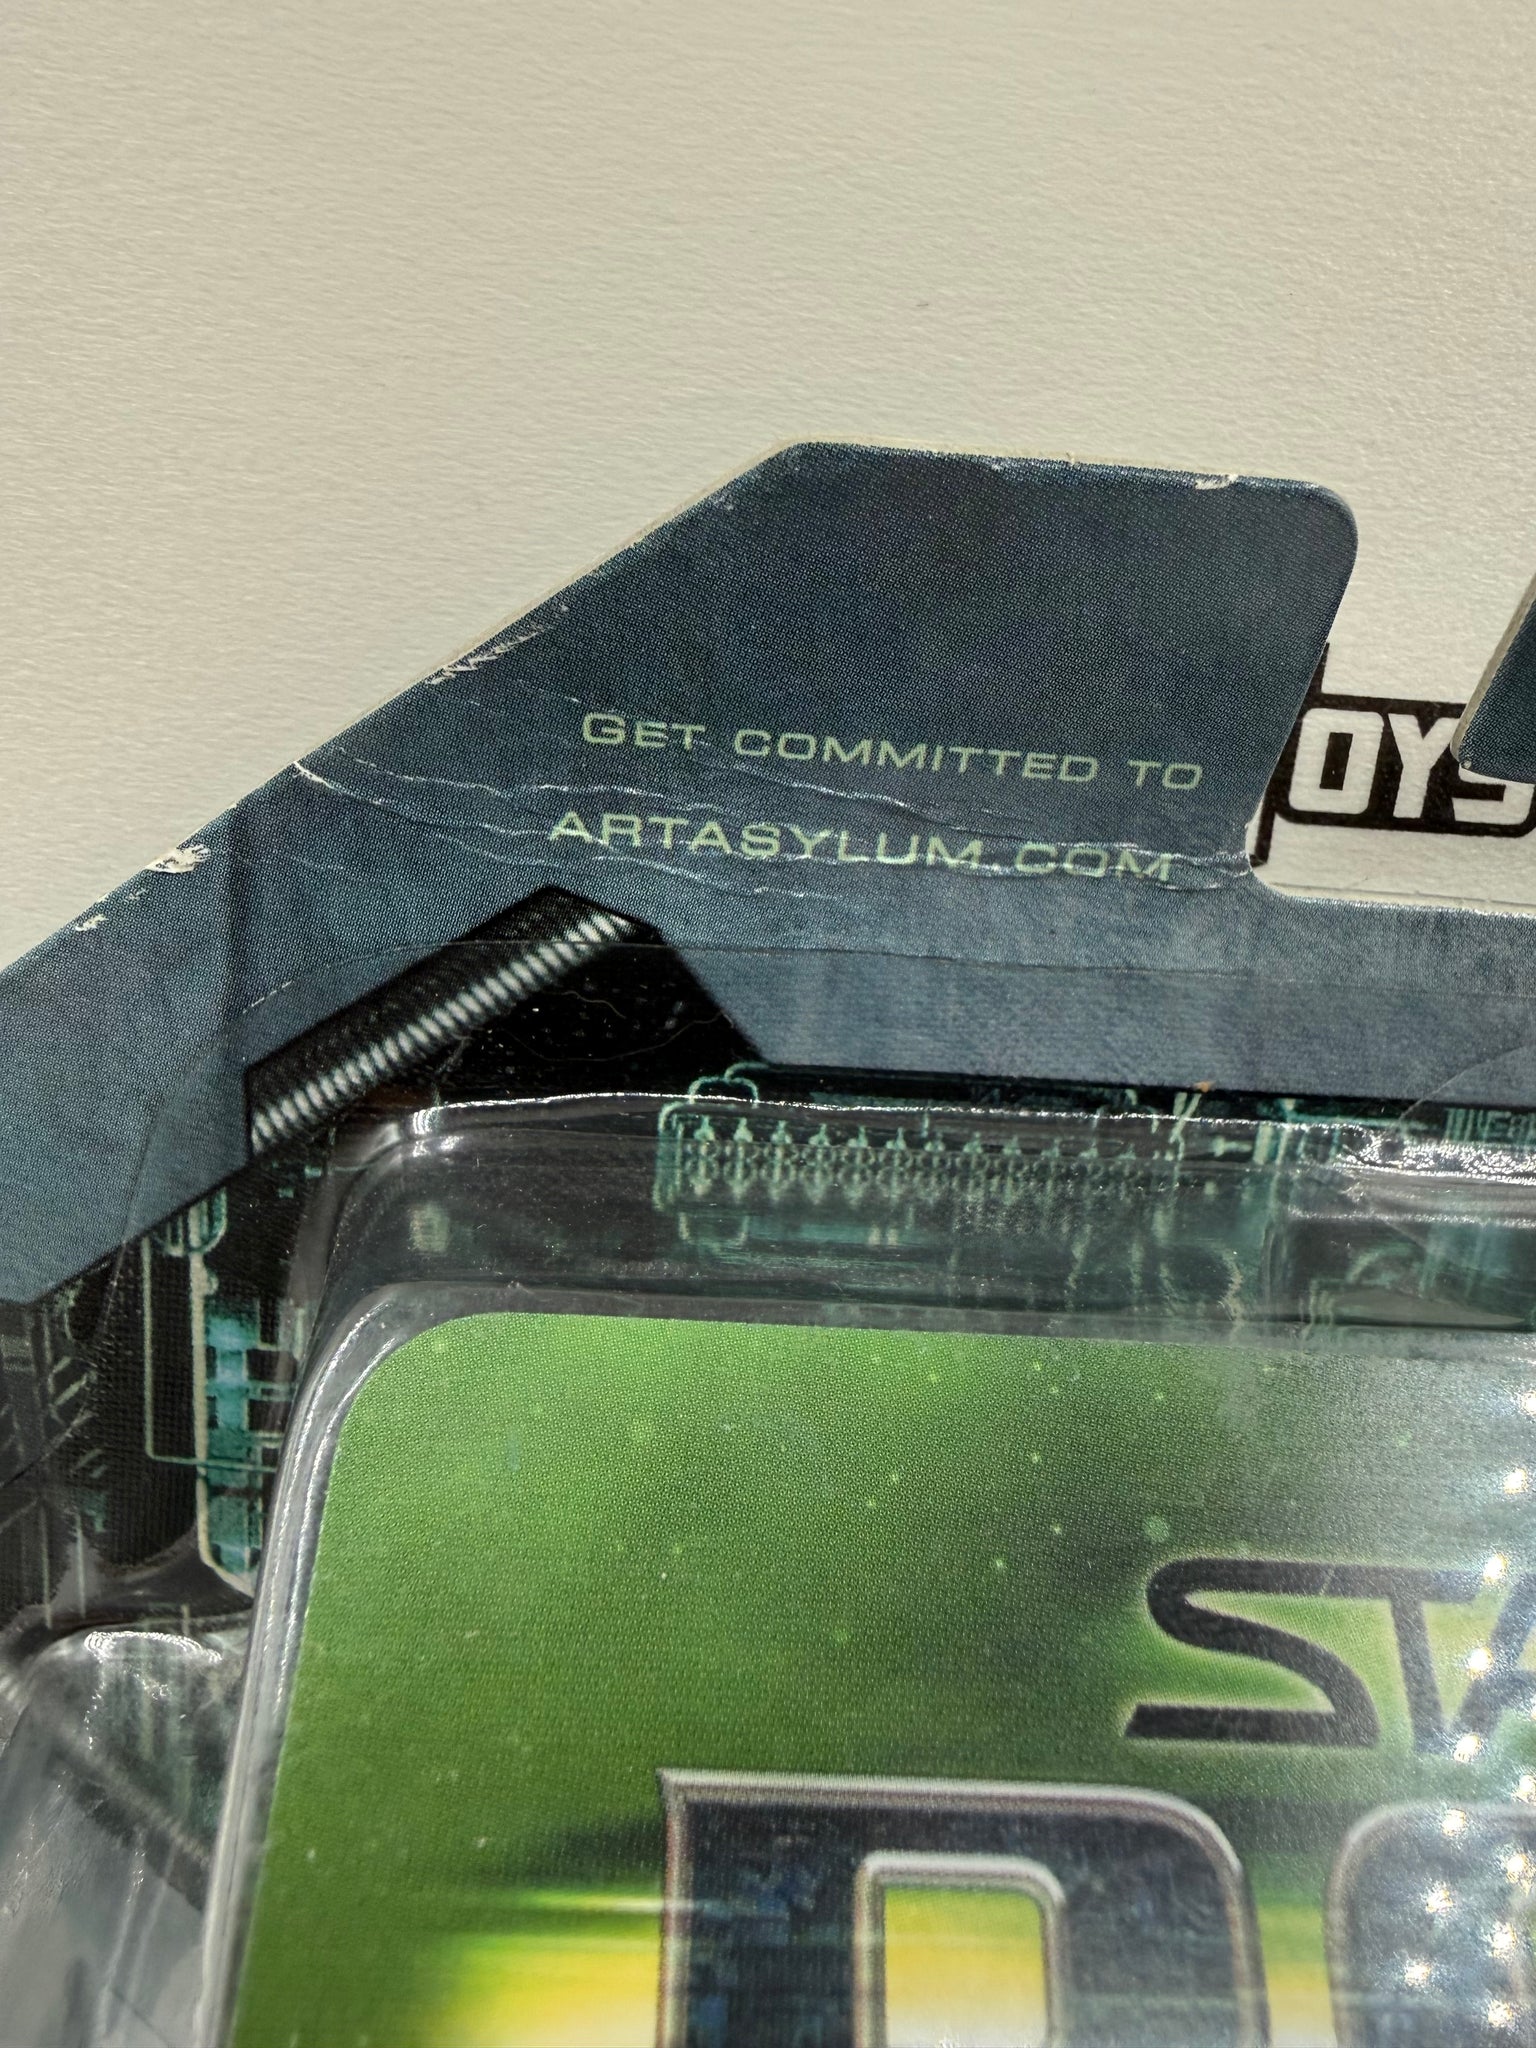 GET COMMITTED TO
ARTASYLUM.COM
OYS
STA